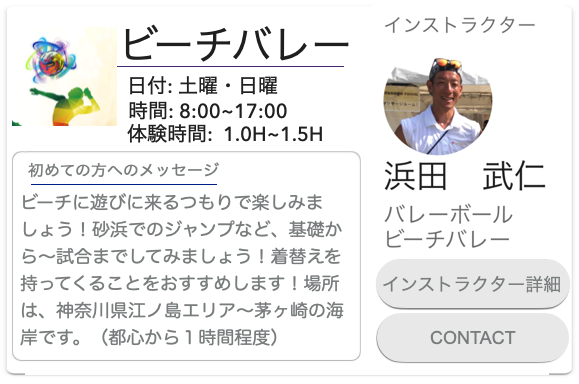 ビーチバレー
日付: 土曜・日曜
時間: 8:00~17:00
体験時間: 1.0H~1.5H
初めての方へのメッセージ
ビーチに遊びに来るつもりで楽しみま
しょう！砂浜でのジャンプなど、基礎か
ら〜試合までしてみましょう！着替えを
持ってくることをおすすめします！場所
は、神奈川県江ノ島エリア〜茅ヶ崎の海
岸です。（都心から１時間程度）
インストラクター
浜田　武仁
バレーボール
ビーチバレー
インストラクター詳細
CONTACT